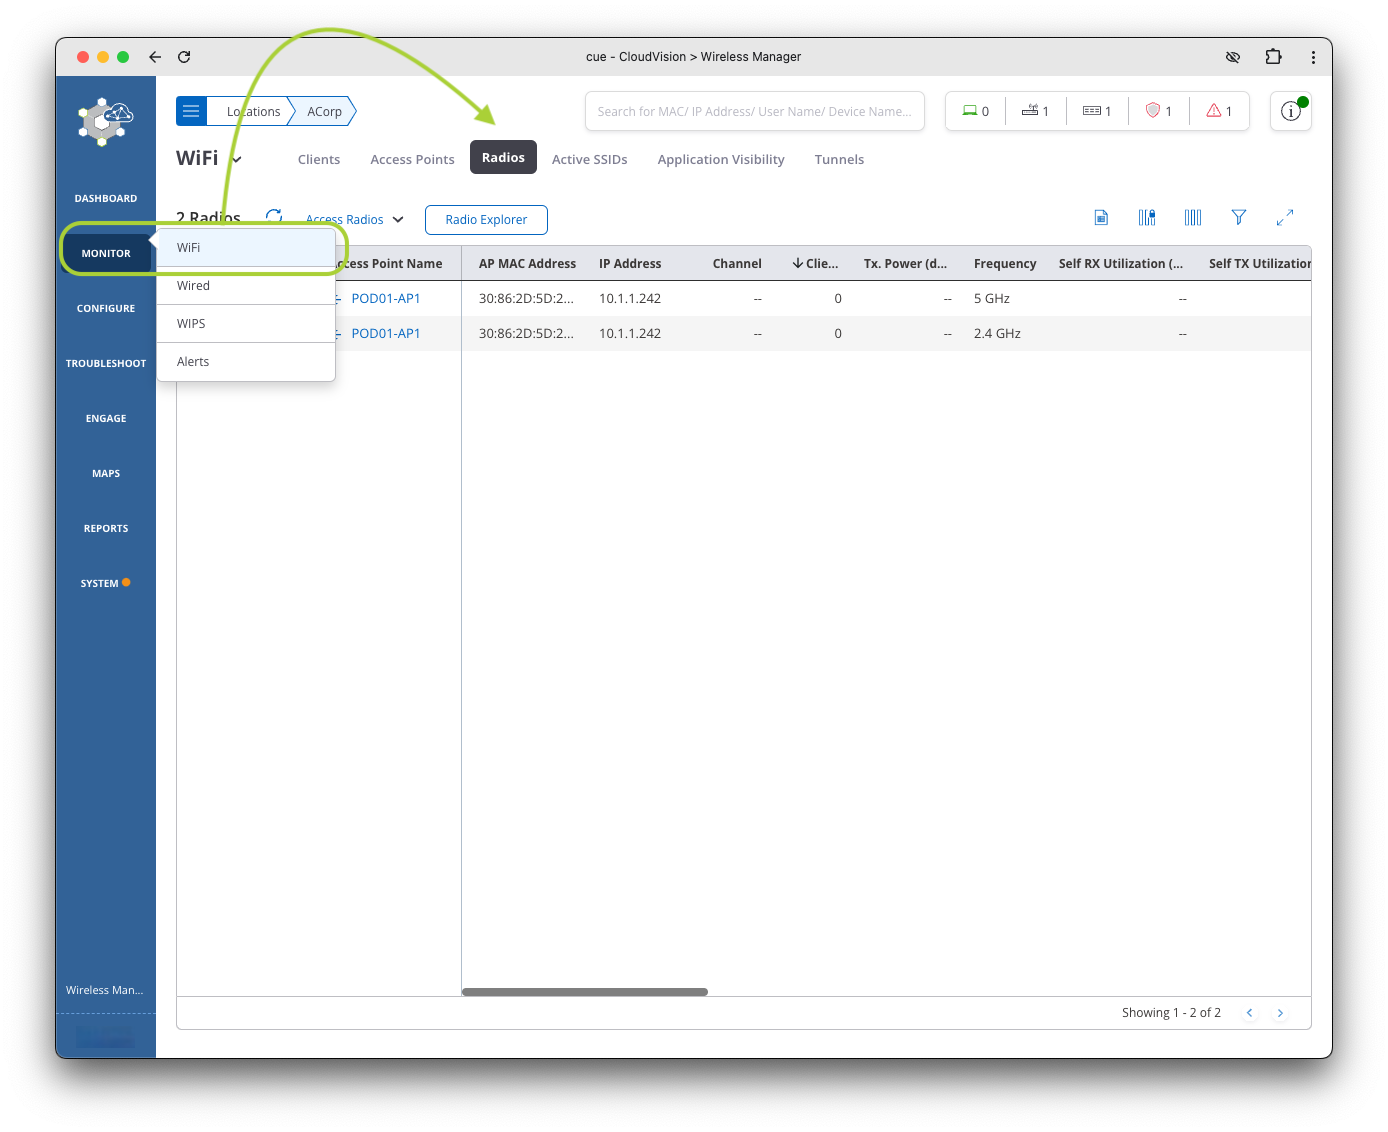 cue - CloudVision > Wireless Manager
Locations ACorp
Search for MAC/ IP Address/ User Name/ Device Name...
0 1 1 1 1
WiFi Clients Access Points Radios Active SSIDs Application Visibility Tunnels
DASHBOARD
MONITOR
CONFIGURE
TROUBLESHOOT
ENGAGE
MAPS
REPORTS
SYSTEM
Wireless Man...
2 Radios Access Radios Radio Explorer
WiFi
Wired
WIPS
Alerts
Access Point Name AP MAC Address IP Address Channel Clie... Tx. Power (d... Frequency Self RX Utilization (... Self TX Utilization
POD01-AP1 30:86:2D:5D:2... 10.1.1.242 -- 0 -- 5 GHz --
POD01-AP1 30:86:2D:5D:2... 10.1.1.242 -- 0 -- 2.4 GHz --
Showing 1 - 2 of 2